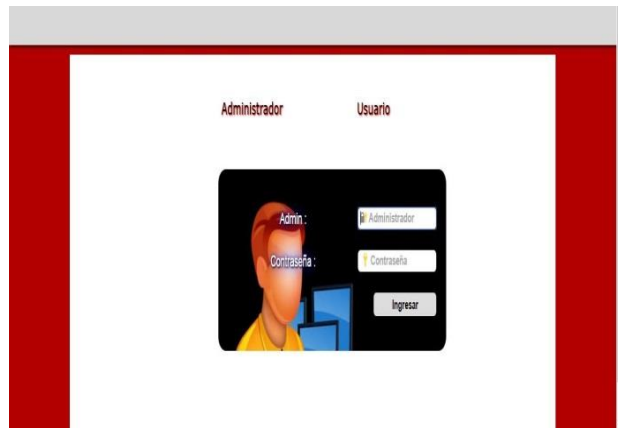 Administrador Usuario
Admin : Administrador
Contraseña : Contraseña
Ingresar